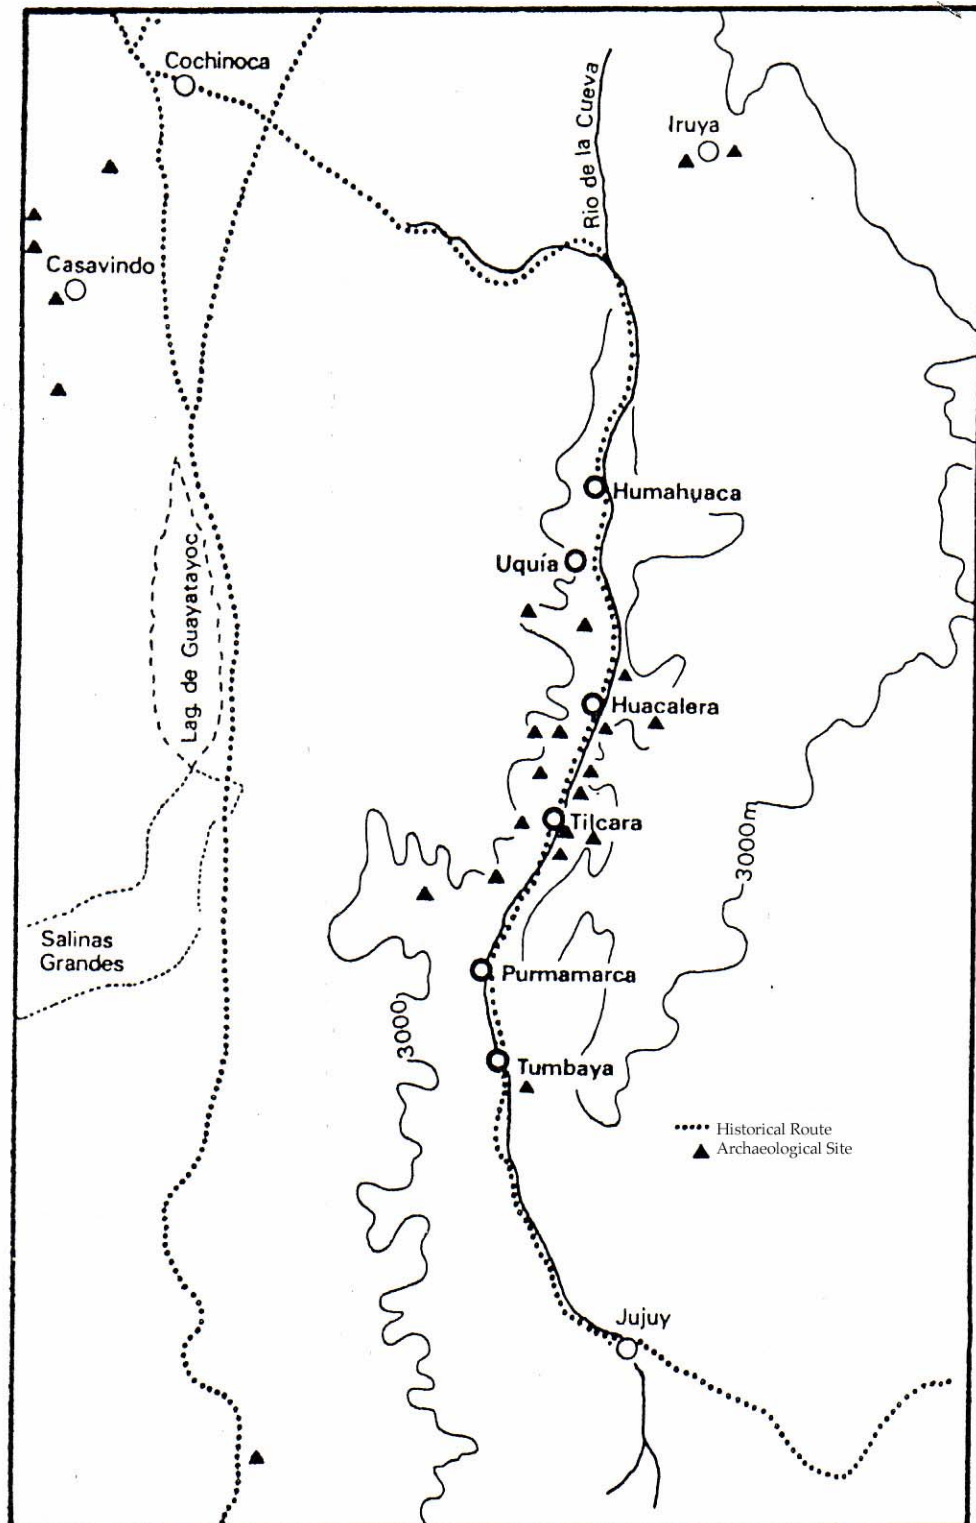 Cochinoca
Rio de la Cueva
Iruya
Casavindo
Humahuaca
Uquía
Lag. de Guayatayoc
Huacalera
Tilcara
3000m
Salinas
Grandes
Purmamarca
3000
Tumbaya
Historical Route
Archaeological Site
Jujuy